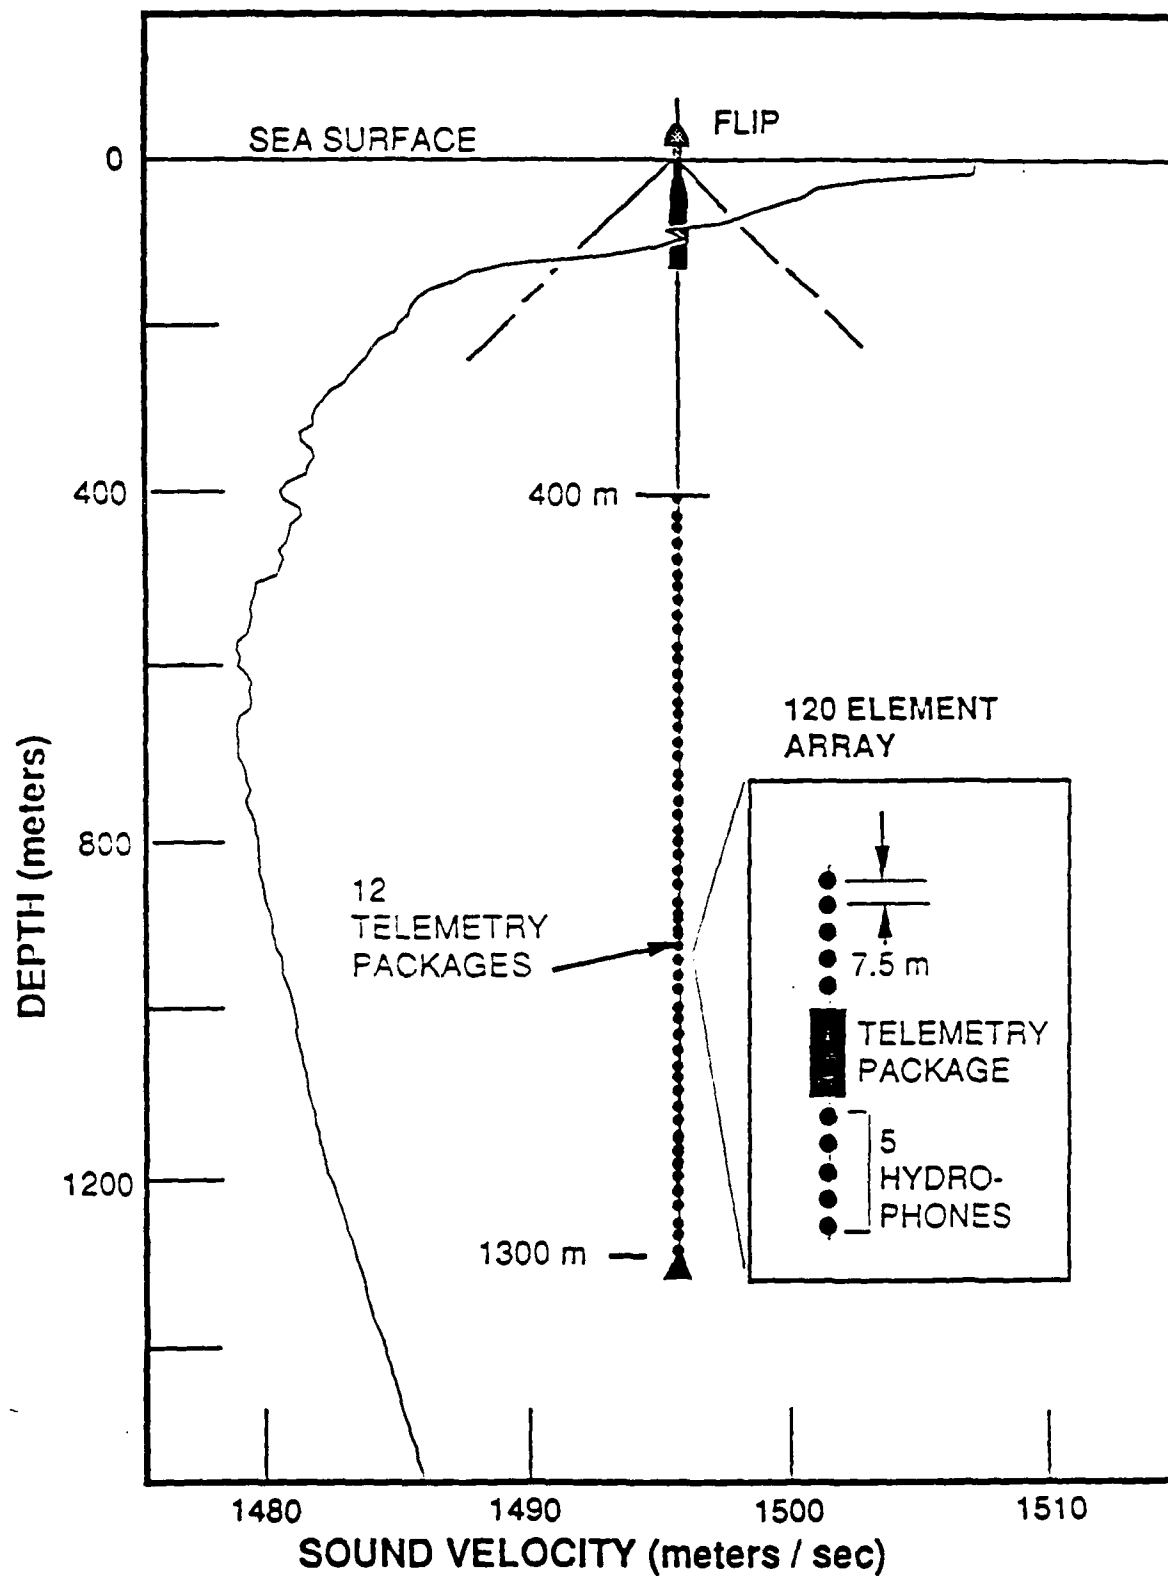 FLIP
SEA SURFACE
0
400
400 m
120 ELEMENT
ARRAY
800
12
TELEMETRY
PACKAGES
7.5 m
TELEMETRY
PACKAGE
5
HYDRO-
PHONES
1200
1300 m
DEPTH (meters)
1480
1490
1500
1510
SOUND VELOCITY (meters / sec)